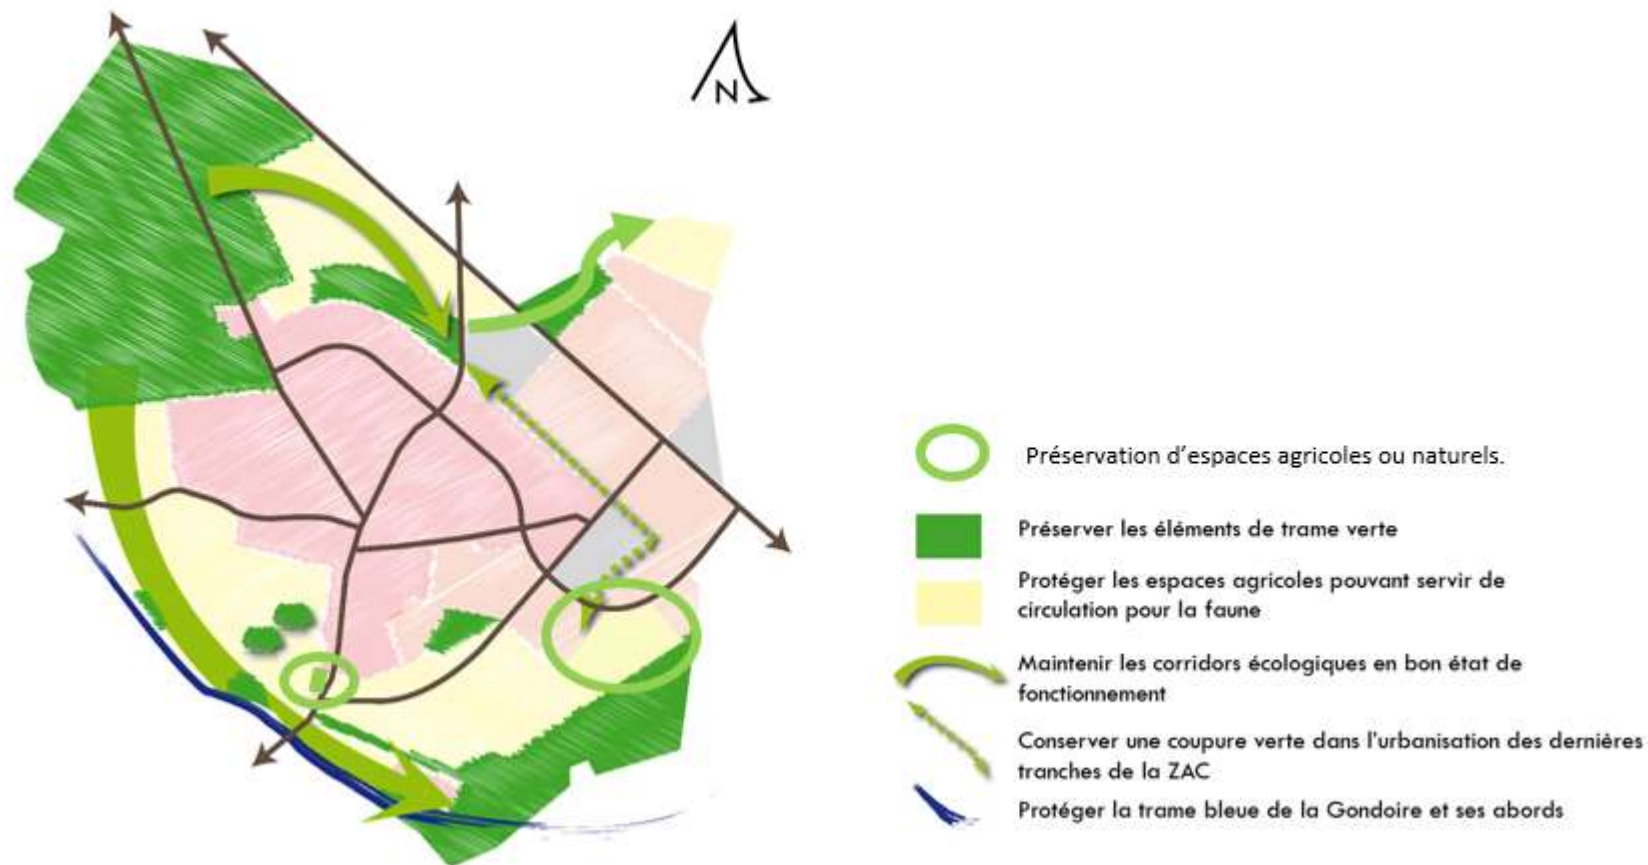 N
Préservation d'espaces agricoles ou naturels.
Préserver les éléments de trame verte
Protéger les espaces agricoles pouvant servir de
circulation pour la faune
Maintenir les corridors écologiques en bon état de
fonctionnement
Conserver une coupure verte dans l'urbanisation des dernières
tranches de la ZAC
Protéger la trame bleue de la Gondoire et ses abords